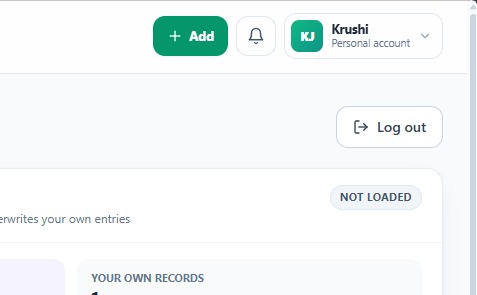 Add
KJ
Krushi
Personal account
Log out
NOT LOADED
erwrites your own entries
YOUR OWN RECORDS